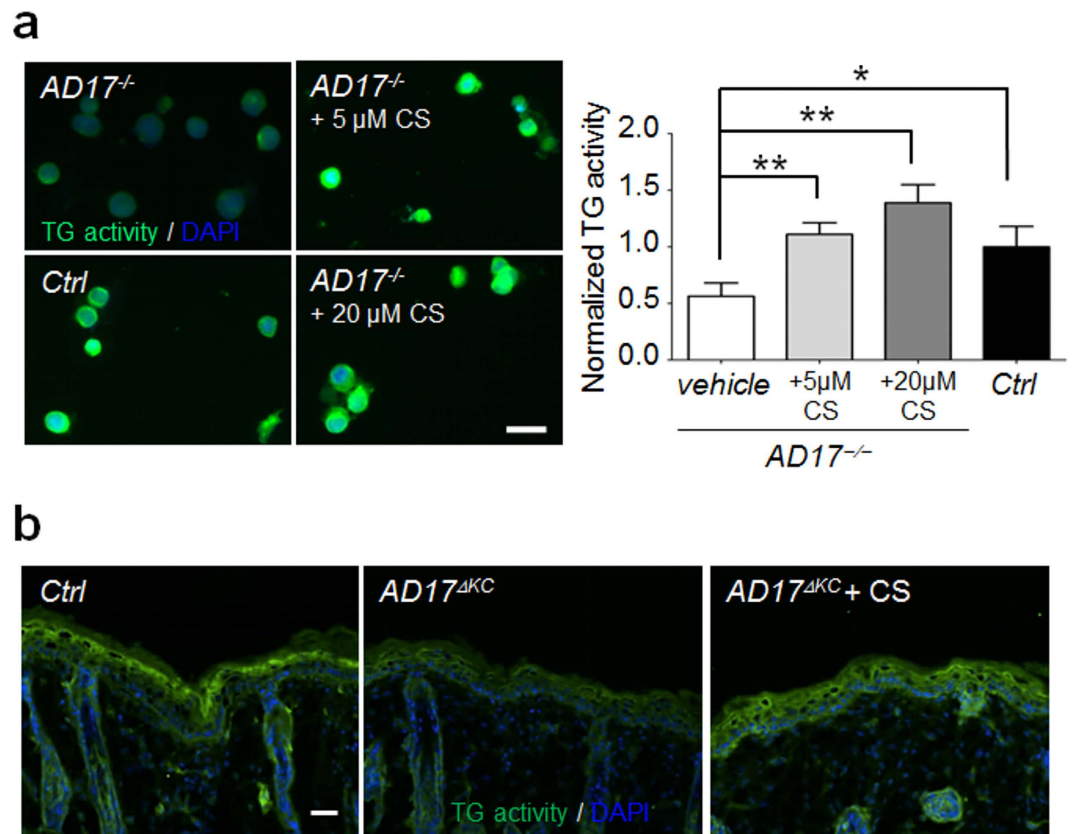 a
AD17-/-
TG activity / DAPI
AD17-/-
+ 5 µM CS
Ctrl
AD17-/-
+ 20 µM CS
Normalized TG activity
2.0
1.5
1.0
0.5
0.0
**
**
*
vehicle
+5µM
CS
+20µM
CS
Ctrl
AD17−/−
b
Ctrl
AD17ΔKC
TG activity / DAPI
AD17ΔKC + CS